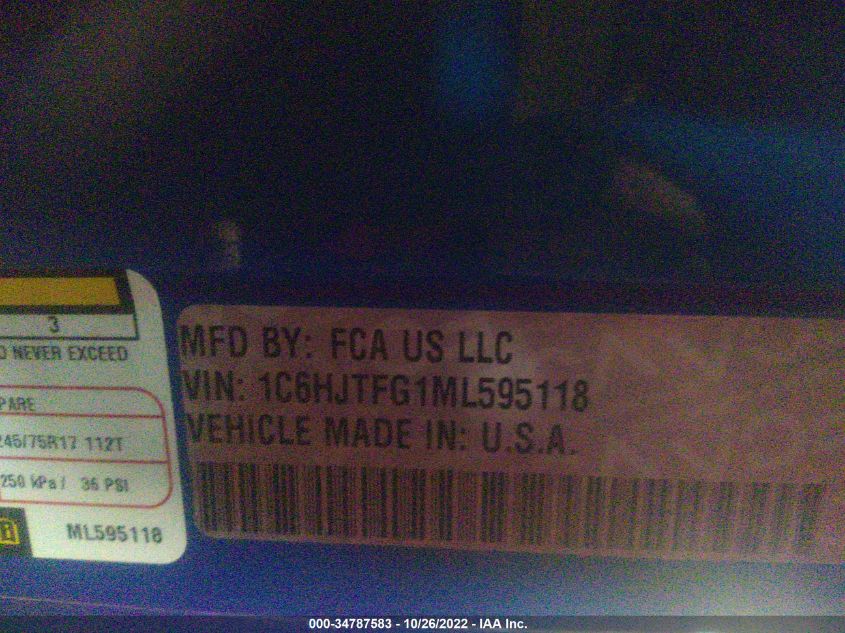 3
NEVER EXCEED
245/75R17 112T
250 kPa / 36 PSI
ML595118
MFD BY: FCA US LLC
VIN: 1C6HJTFG1ML595118
VEHICLE MADE IN: U.S.A.
000-34787583 - 10/26/2022 - IAA Inc.